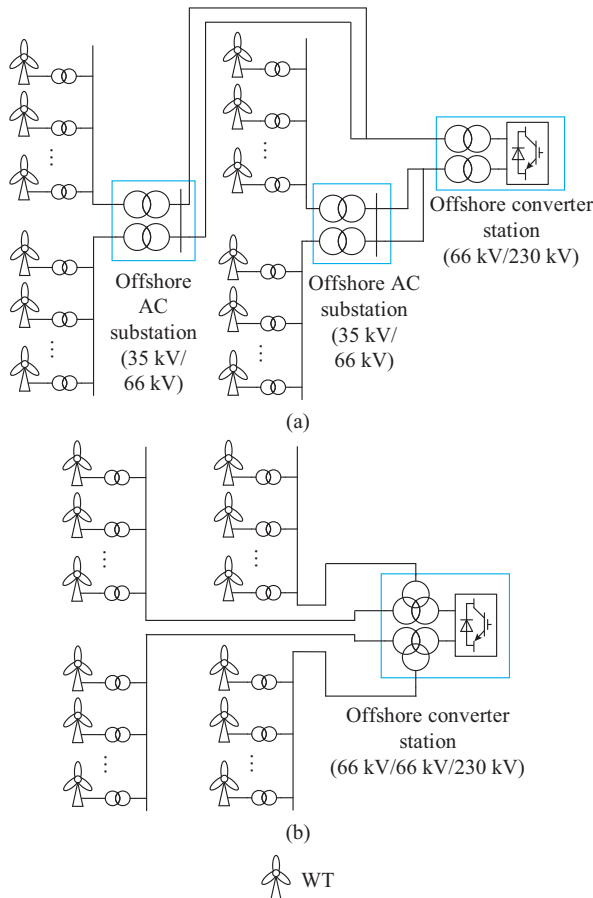 Offshore converter
station
(66 kV/230 kV)
Offshore
AC
substation
(35 kV/
66 kV)
Offshore AC
substation
(35 kV/
66 kV)
(a)
Offshore converter
station
(66 kV/66 kV/230 kV)
(b)
WT